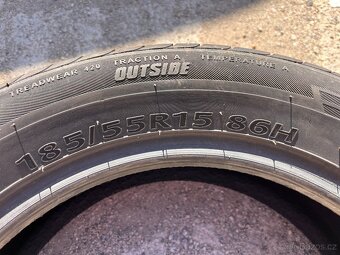 TREADWEAR 420 TRACTION A TEMPERATURE A
OUTSIDE
185/55R15 86H